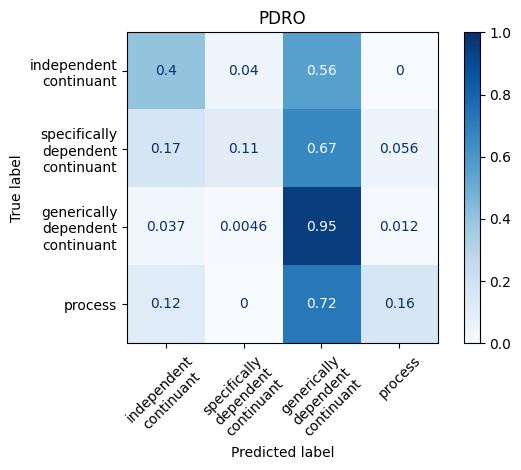 PDRO
True label
independent
continuant
0.4 0.04 0.56 0
specifically
dependent
continuant
0.17 0.11 0.67 0.056
generically
dependent
continuant
0.037 0.0046 0.95 0.012
process
0.12 0 0.72 0.16
independent
continuant
specifically
dependent
continuant
generically
dependent
continuant
process
Predicted label
1.0
0.8
0.6
0.4
0.2
0.0